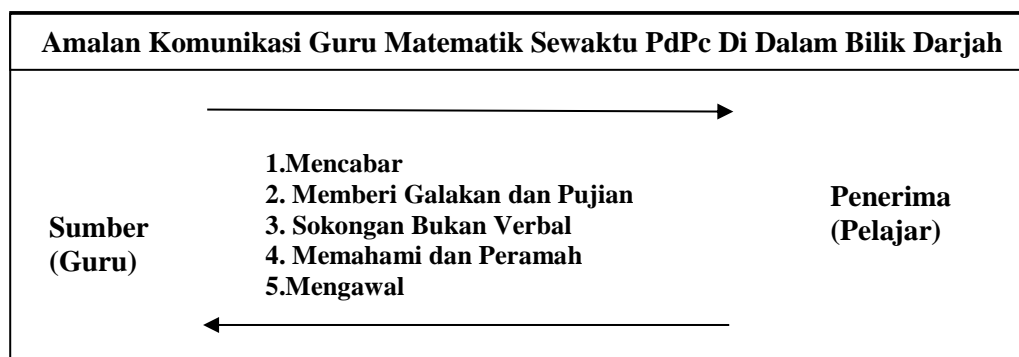 Amalan Komunikasi Guru Matematik Sewaktu PdPc Di Dalam Bilik Darjah
1.Mencabar
2. Memberi Galakan dan Pujian
3. Sokongan Bukan Verbal
4. Memahami dan Peramah
5.Mengawal
Sumber
(Guru)
Penerima
(Pelajar)